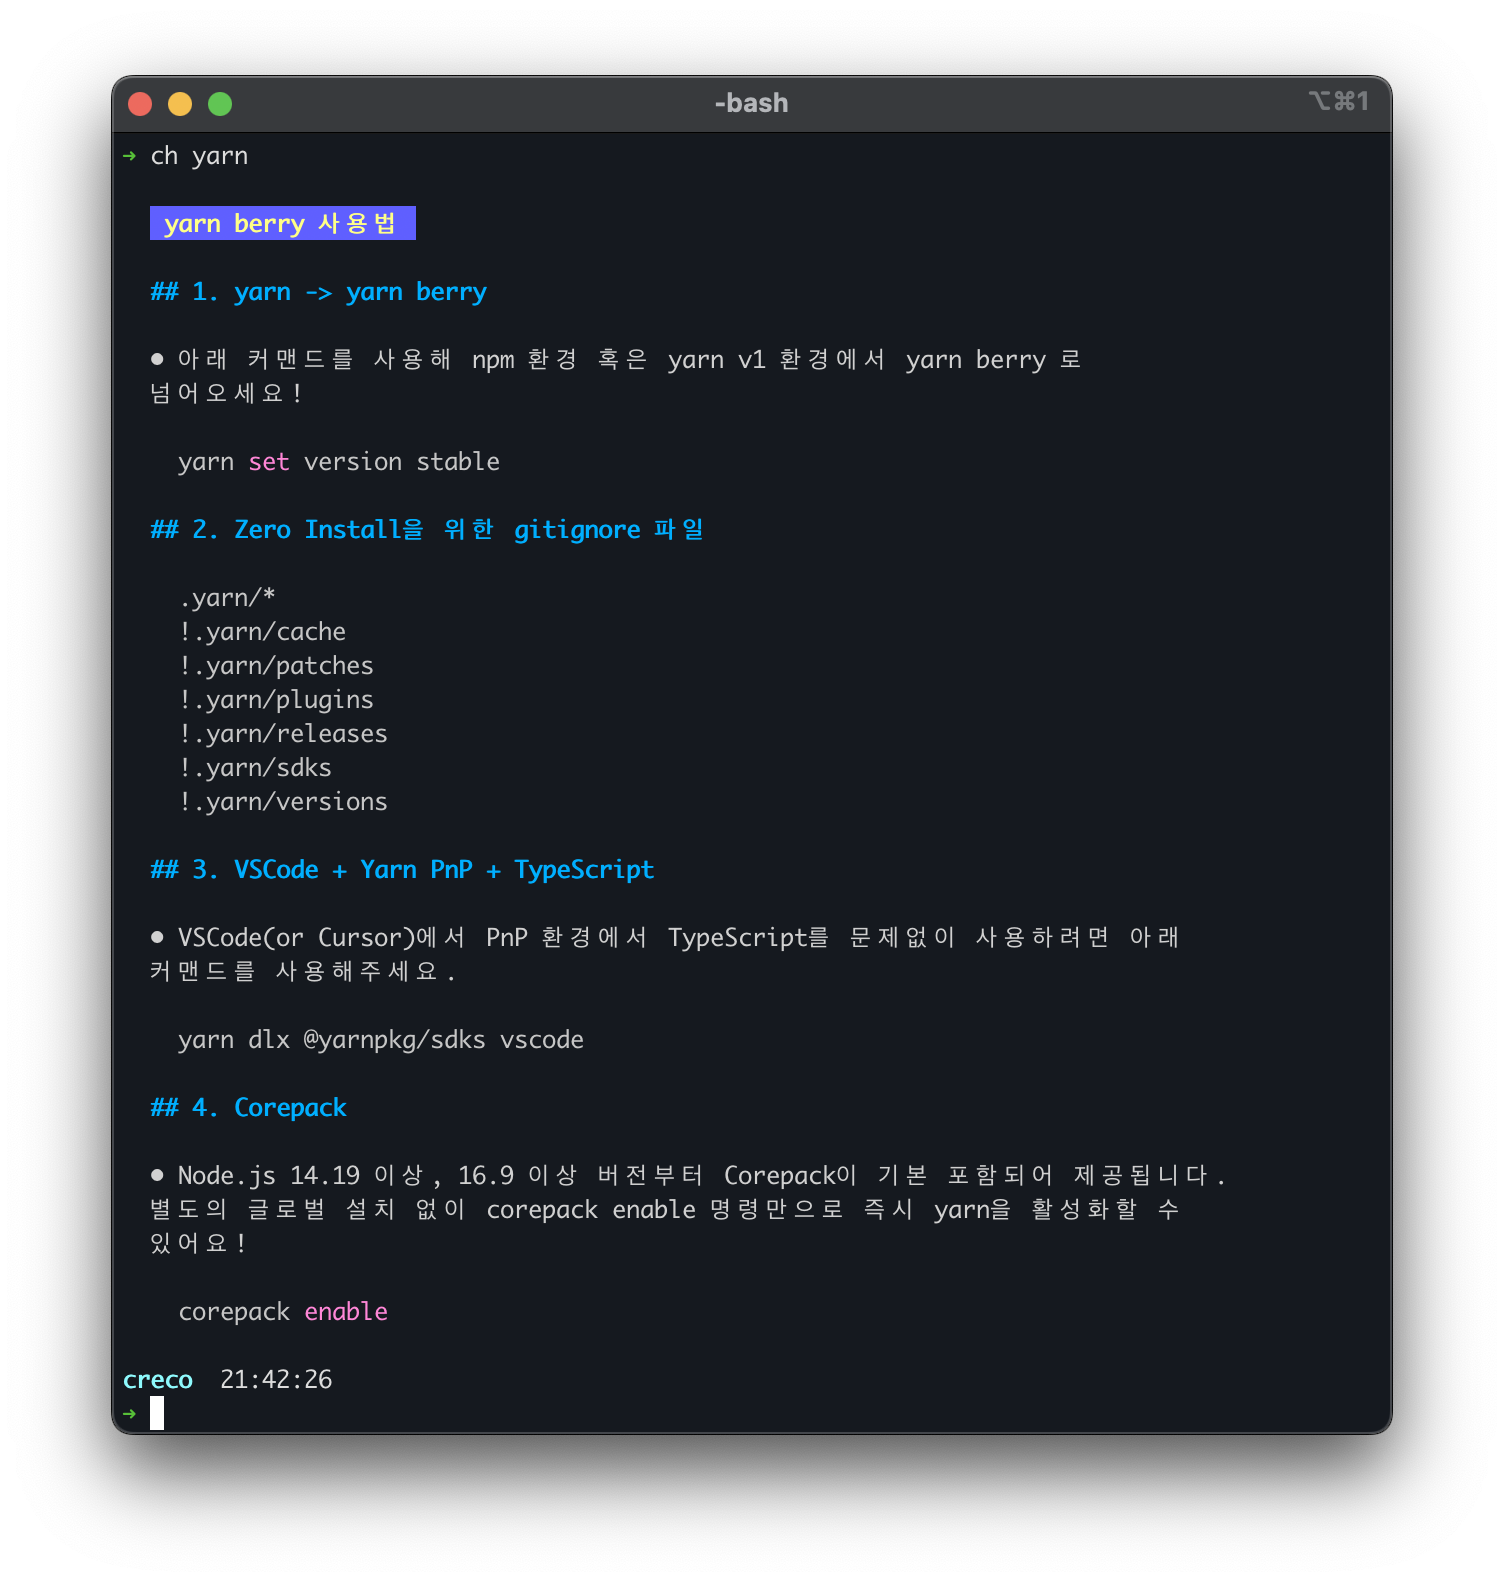 -bash
⌥⌘1
➜ ch yarn
yarn berry 사용법
## 1. yarn -> yarn berry
• 아래 커맨드를 사용해 npm 환경 혹은 yarn v1 환경에서 yarn berry 로
넘어오세요!
yarn set version stable
## 2. Zero Install을 위한 gitignore 파일
.yarn/*
!.yarn/cache
!.yarn/patches
!.yarn/plugins
!.yarn/releases
!.yarn/sdks
!.yarn/versions
## 3. VSCode + Yarn PnP + TypeScript
• VSCode(or Cursor)에서 PnP 환경에서 TypeScript를 문제없이 사용하려면 아래
커맨드를 사용해주세요.
yarn dlx @yarnpkg/sdks vscode
## 4. Corepack
• Node.js 14.19 이상, 16.9 이상 버전부터 Corepack이 기본 포함되어 제공됩니다.
별도의 글로벌 설치 없이 corepack enable 명령만으로 즉시 yarn을 활성화할 수
있어요!
corepack enable
creco 21:42:26
➜